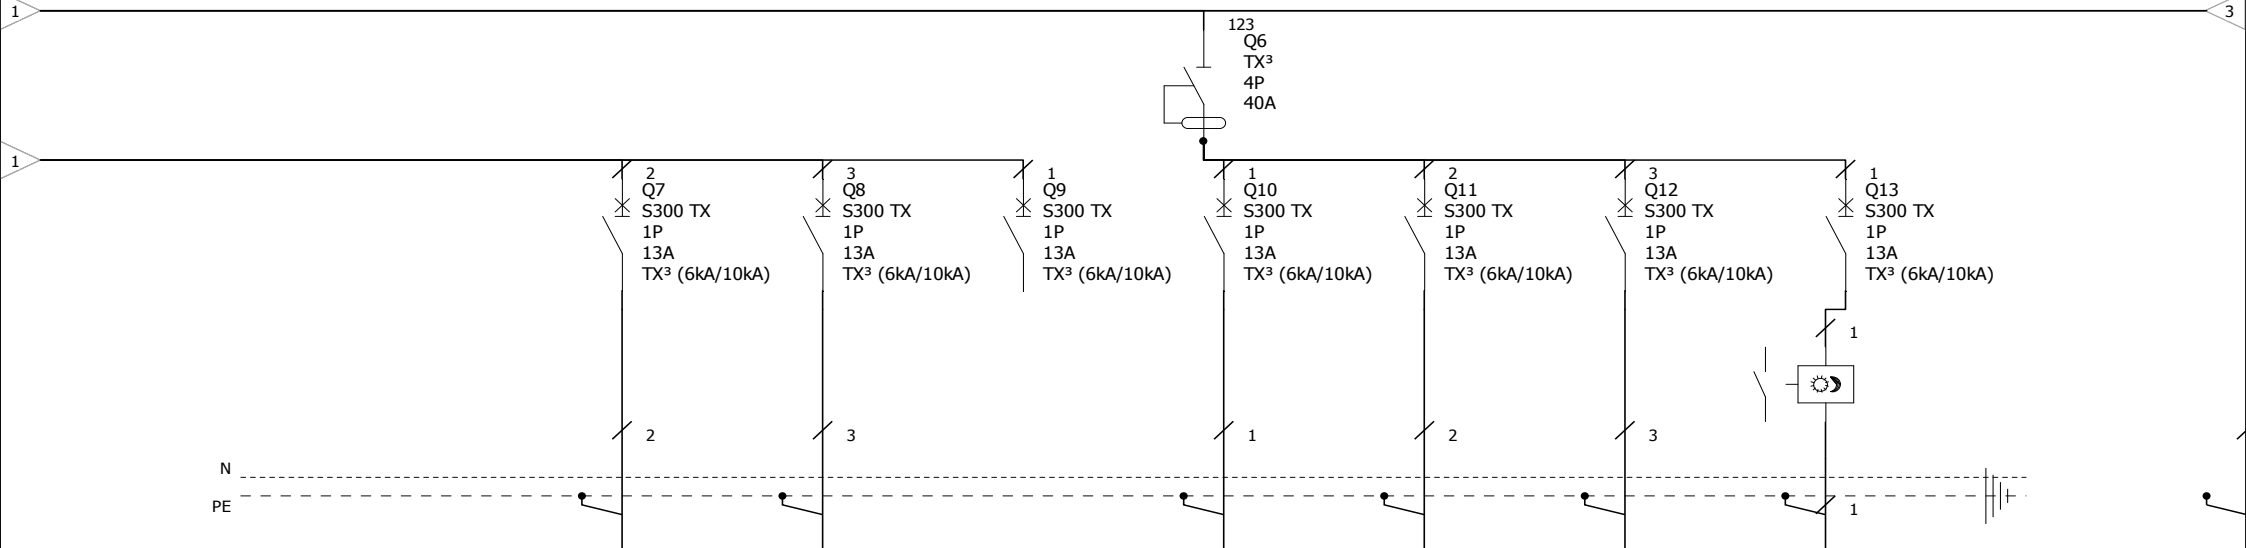 1
3
123
Q6
TX³
4P
40A
1
2
Q7
S300 TX
1P
13A
TX³ (6kA/10kA)
3
Q8
S300 TX
1P
13A
TX³ (6kA/10kA)
1
Q9
S300 TX
1P
13A
TX³ (6kA/10kA)
1
Q10
S300 TX
1P
13A
TX³ (6kA/10kA)
2
Q11
S300 TX
1P
13A
TX³ (6kA/10kA)
3
Q12
S300 TX
1P
13A
TX³ (6kA/10kA)
1
Q13
S300 TX
1P
13A
TX³ (6kA/10kA)
1
2
3
1
2
3
N
PE
1